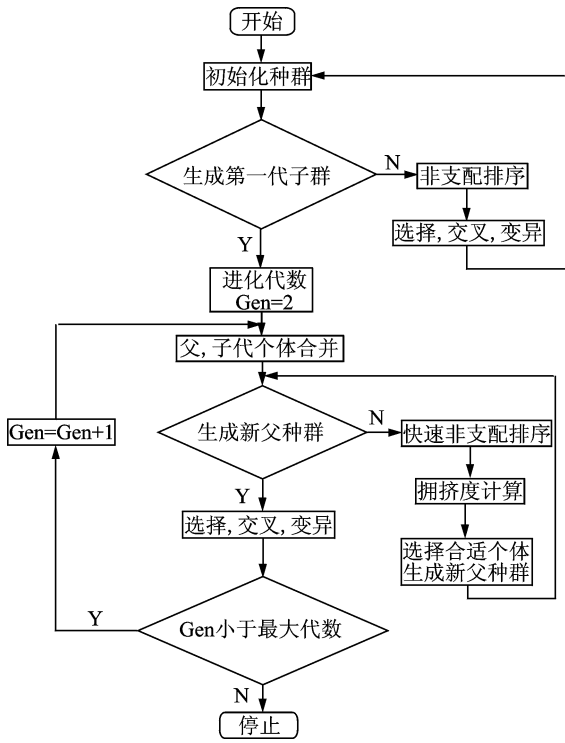 开始
初始化种群
生成第一代子群
N
非支配排序
选择,交叉,变异
Y
进化代数
Gen=2
父,子代个体合并
生成新父种群
N
快速非支配排序
拥挤度计算
选择合适个体
生成新父种群
Y
选择,交叉,变异
Gen=Gen+1
Gen小于最大代数
Y
N
停止